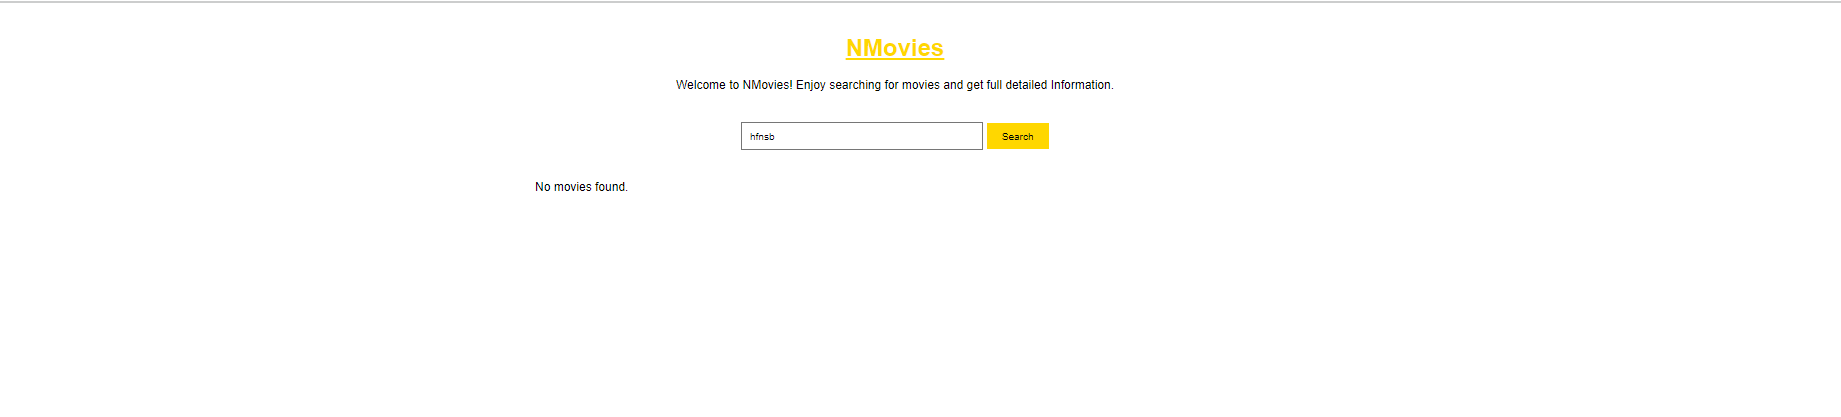 NMovies
Welcome to NMovies! Enjoy searching for movies and get full detailed Information.
hfnsb Search
No movies found.